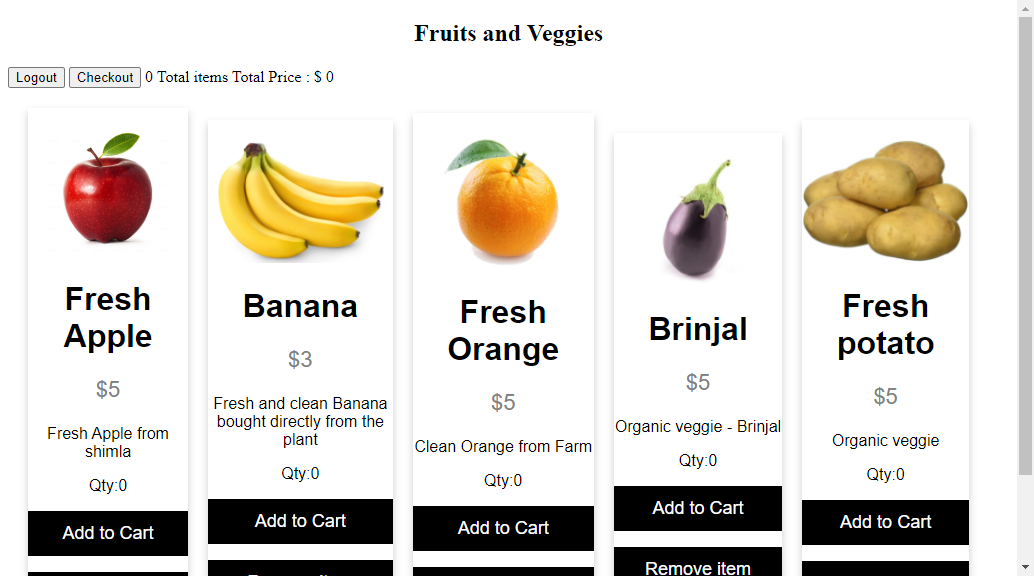 Fruits and Veggies
Logout Checkout 0 Total items Total Price : $ 0
Fresh
Apple
$5
Fresh Apple from
shimla
Qty:0
Add to Cart
Banana
$3
Fresh and clean Banana
bought directly from the
plant
Qty:0
Add to Cart
Fresh
Orange
$5
Clean Orange from Farm
Qty:0
Add to Cart
Brinjal
$5
Organic veggie - Brinjal
Qty:0
Add to Cart
Remove item
Fresh
potato
$5
Organic veggie
Qty:0
Add to Cart